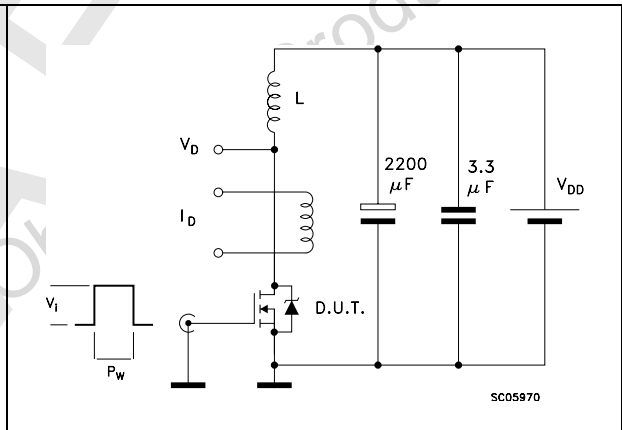 L
V_D
2200
μF
3.3
μF
V_DD
I_D
V_i
D.U.T.
P_W
SC05970